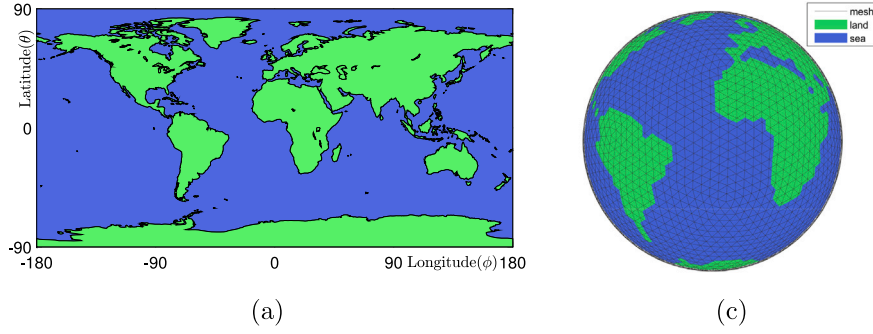 90
Latitude(θ)
0
-90
-180
-90
0
90
Longitude(ϕ)
180
(a)
mesh
land
sea
(c)